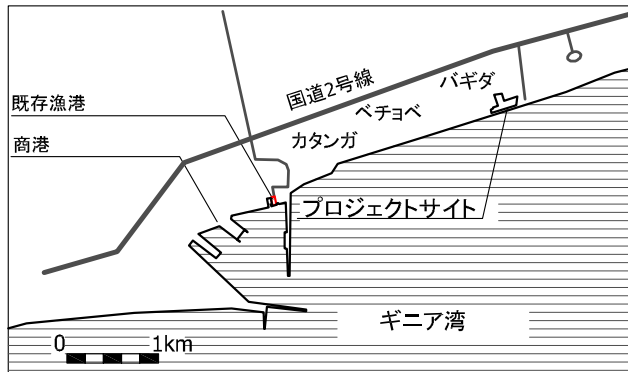 国道2号線
バギダ
ベチョベ
カタンガ
既存漁港
商港
プロジェクトサイト
ギニア湾
0 1km